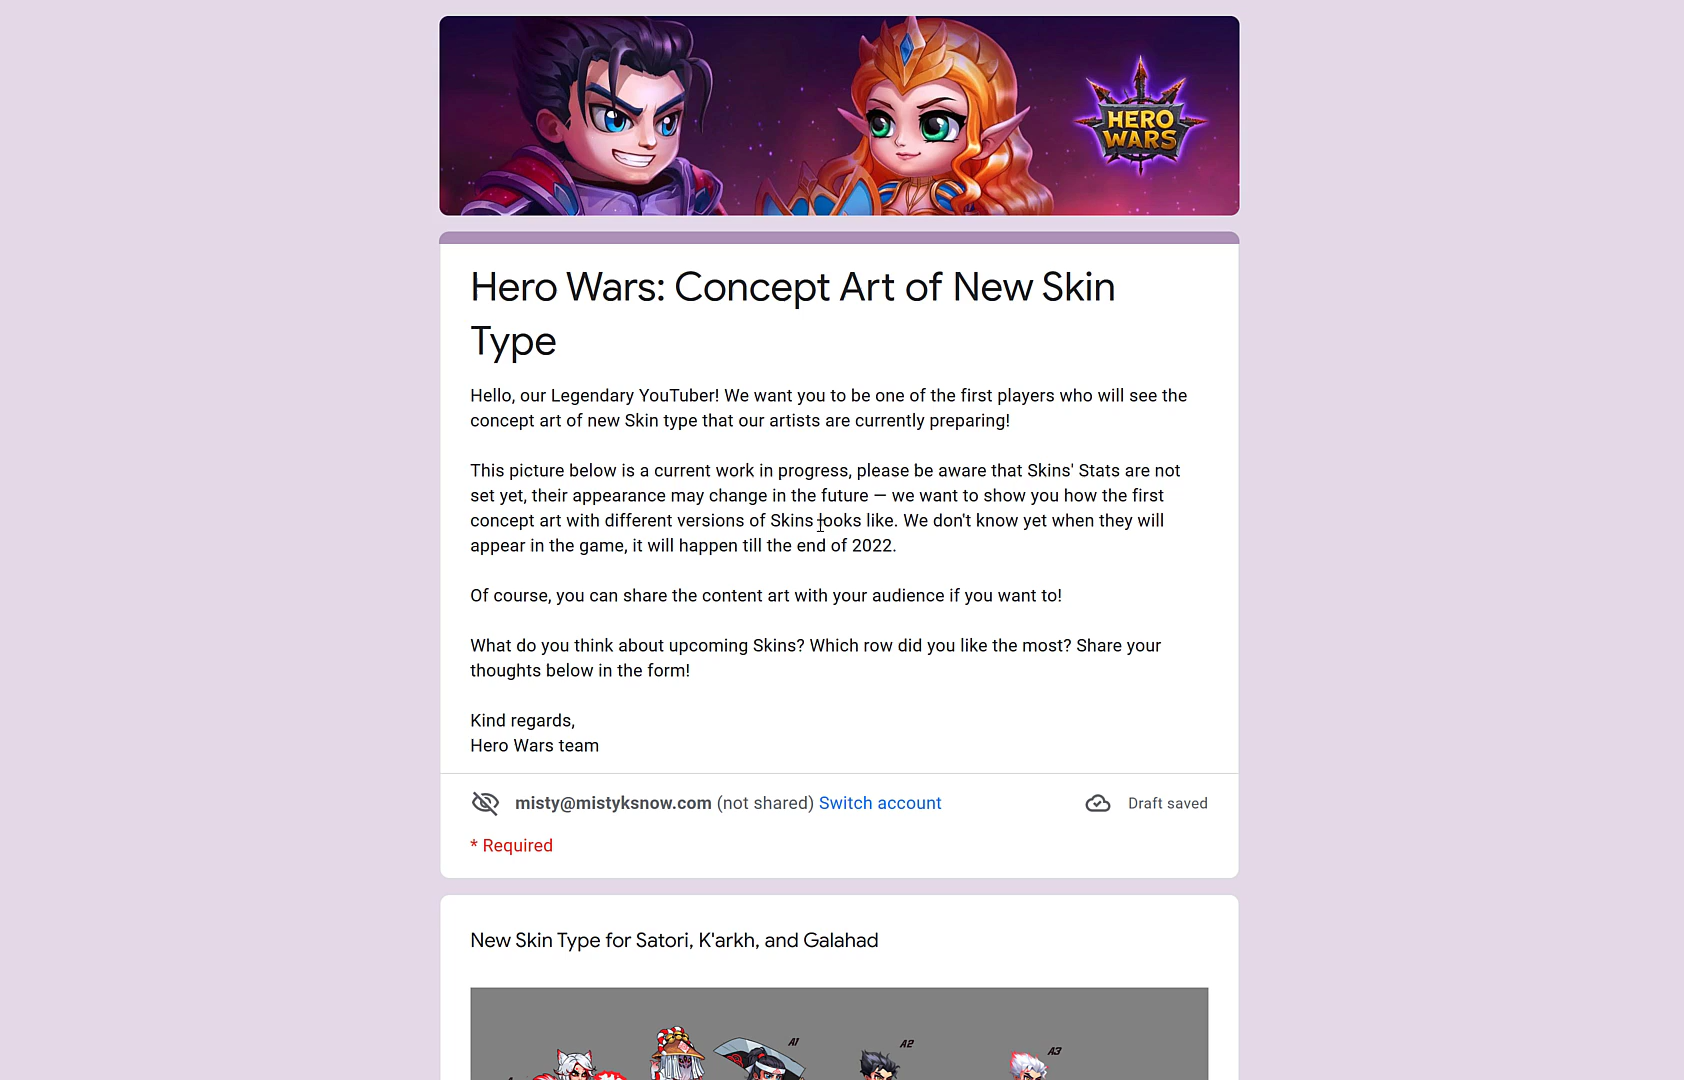 HERO
WARS
Hero Wars: Concept Art of New Skin
Type
Hello, our Legendary YouTuber! We want you to be one of the first players who will see the
concept art of new Skin type that our artists are currently preparing!
This picture below is a current work in progress, please be aware that Skins' Stats are not
set yet, their appearance may change in the future — we want to show you how the first
concept art with different versions of Skins looks like. We don't know yet when they will
appear in the game, it will happen till the end of 2022.
Of course, you can share the content art with your audience if you want to!
What do you think about upcoming Skins? Which row did you like the most? Share your
thoughts below in the form!
Kind regards,
Hero Wars team
misty@mistyksnow.com (not shared) Switch account
Draft saved
* Required
New Skin Type for Satori, K'arkh, and Galahad
A1
A2
A3